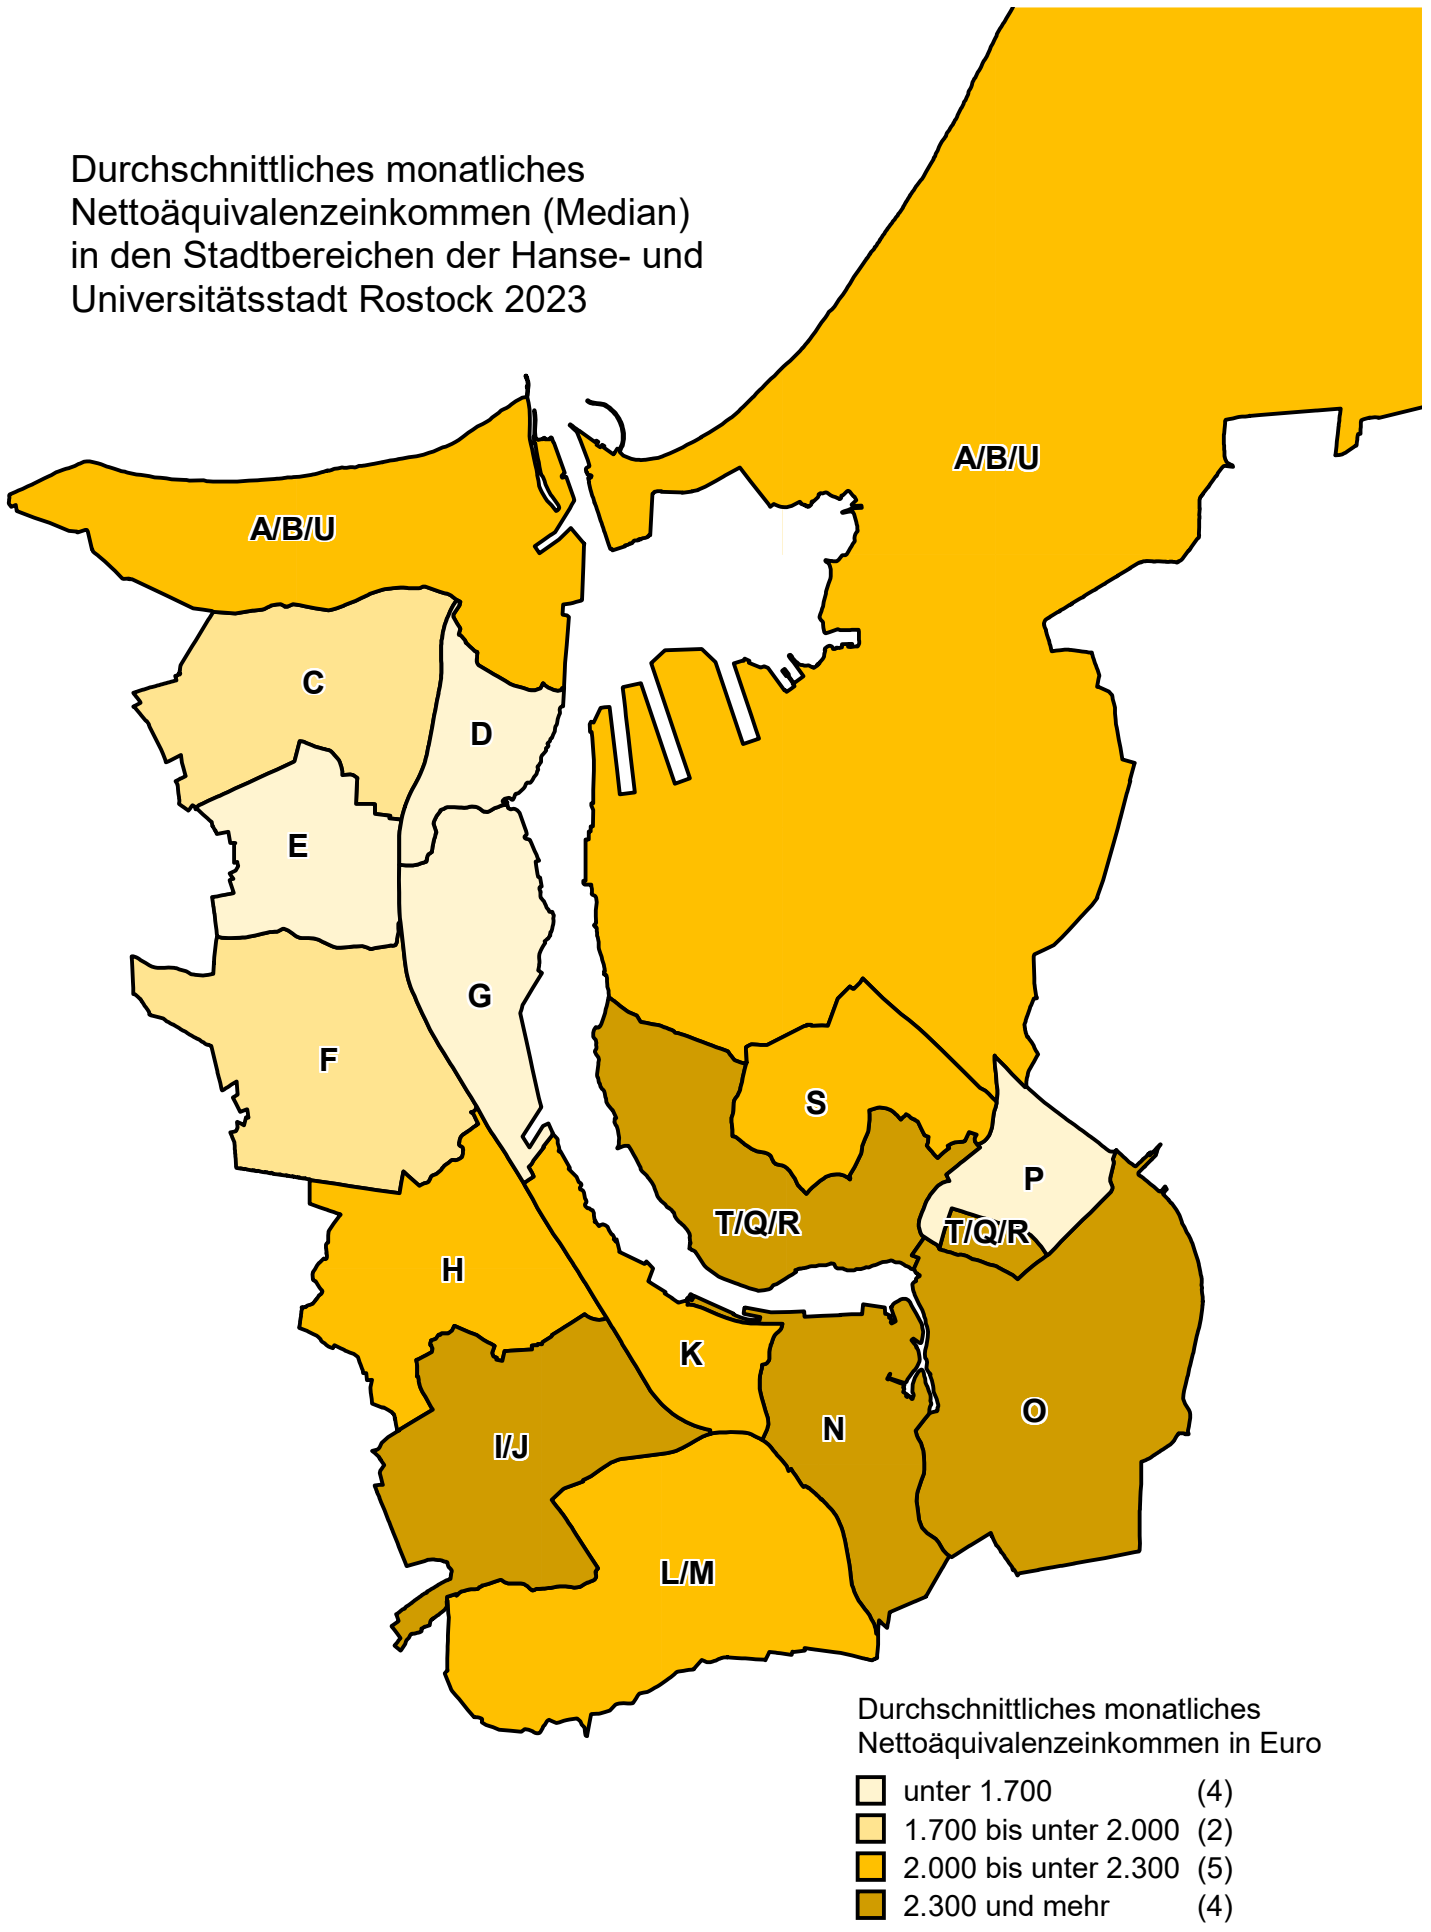 Durchschnittliches monatliches
Nettoäquivalenzeinkommen (Median)
in den Stadtbereichen der Hanse- und
Universitätsstadt Rostock 2023
A/B/U
A/B/U
C
D
E
G
F
S
P
T/Q/R
T/Q/R
H
K
O
N
I/J
L/M
Durchschnittliches monatliches
Nettoäquivalenzeinkommen in Euro
unter 1.700 (4)
1.700 bis unter 2.000 (2)
2.000 bis unter 2.300 (5)
2.300 und mehr (4)